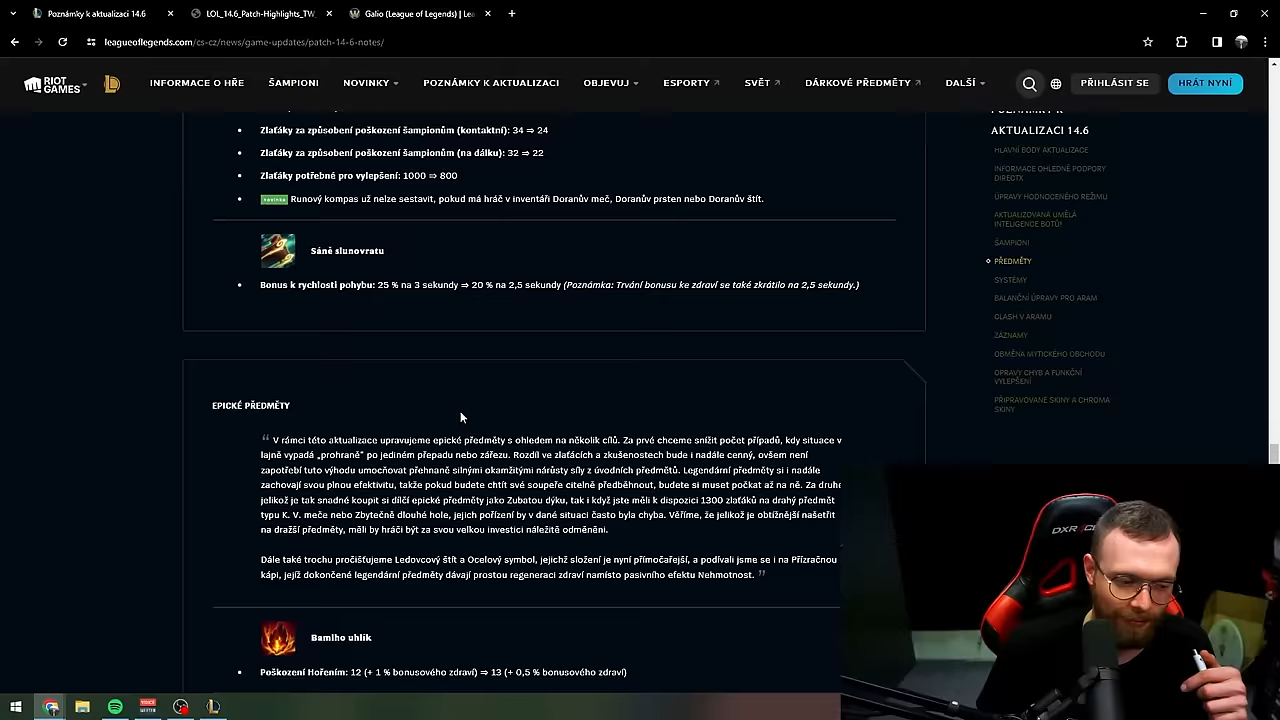 Poznámky k aktualizaci 14.6
LOL_14.6_Patch-Highlights_TW_
Galio (League of Legends) | Lea
leagueoflegends.com/cs-cz/news/game-updates/patch-14-6-notes/
RIOT GAMES
INFORMACE O HŘE
ŠAMPIONI
NOVINKY
POZNÁMKY K AKTUALIZACI
OBJEVUJ
ESPORTY
SVĚT
DÁRKOVÉ PŘEDMĚTY
DALŠÍ
PŘIHLÁSIT SE
HRÁT NYNÍ
Zlaťáky za způsobení poškození šampionům (kontaktní): 34 ⇒ 24
Zlaťáky za způsobení poškození šampionům (na dálku): 32 ⇒ 22
Zlaťáky potřebné pro vylepšení: 1000 ⇒ 800
novinka Runový kompas nelze sestavit, pokud má hráč v inventáři Doranův meč, Doranův prsten nebo Doranův štít.
Sáně slunovratu
Bonus k rychl. pohybu: 25 % na 3 sekundy ⇒ 20 % na 2,5 sekundy (Poznámka: Trvání bonusu ke zdraví se také zkrátilo na 2,5 sekundy.)
EPICKÉ PŘEDMĚTY
“ V rámci této aktualizace upravujeme epické předměty s ohledem na několik cílů. Za prvé chceme snížit počet případů, kdy situace v
lajně vypadá „prohraně“ po jediném přepadu nebo zářezu. Rozdíl ve zlaťácích a zkušenostech bude i nadále cenný, ovšem není
zapotřebí tuto výhodu umocňovat přehnaně silnými okamžitými nárůsty síly z úvodních předmětů. Legendární předměty si i nadále
zachovají svou plnou efektivitu, takže pokud budete chtít své soupeře citelně předběhnout, budete si muset počkat až na ně. Za druhé
jelikož je tak snadné koupit si dílčí epické předměty jako Zubatou dýku, tak i když jste měli k dispozici 1300 zlaťáků na drahý předmět
typu K. V. meče nebo Zbytečně dlouhé hole, jejich pořízení by v dané situaci často byla chyba. Věříme, že jelikož je obtížnější našetřit
na dražší předměty, měli by hráči být za svou velkou investici náležitě odměněni.
Dále také trochu pročišťujeme Ledovcový štít a Ocelový symbol, jejichž složení je nyní přímočařejší, a podívali jsme se i na Přízračnou
kápi, jejíž dokončené legendární předměty dávají prostou regeneraci zdraví namísto pasivního efektu Nehmotnost. ”
Bamiho uhlík
Poškození Hořením: 12 (+ 1 % bonusového zdraví) ⇒ 13 (+ 0,5 % bonusového zdraví)
POZNÁMKY K
AKTUALIZACI 14.6
HLAVNÍ BODY AKTUALIZACE
INFORMACE OHLEDNĚ PODPORY
DIRECTX
ÚPRAVY HODNOCENÉHO REŽIMU
AKTUALIZOVANÁ UMĚLÁ
INTELIGENCE BOTŮ!
ŠAMPIONI
PŘEDMĚTY
SYSTÉMY
BALANČNÍ ÚPRAVY PRO ARAM
CLASH V ARAMU
ZÁZNAMY
OBMĚNA MYTICKÉHO OBCHODU
OPRAVY CHYB A FUNKČNÍ
VYLEPŠENÍ
PŘIPRAVOVANÉ SKINY A CHROMA
SKINY